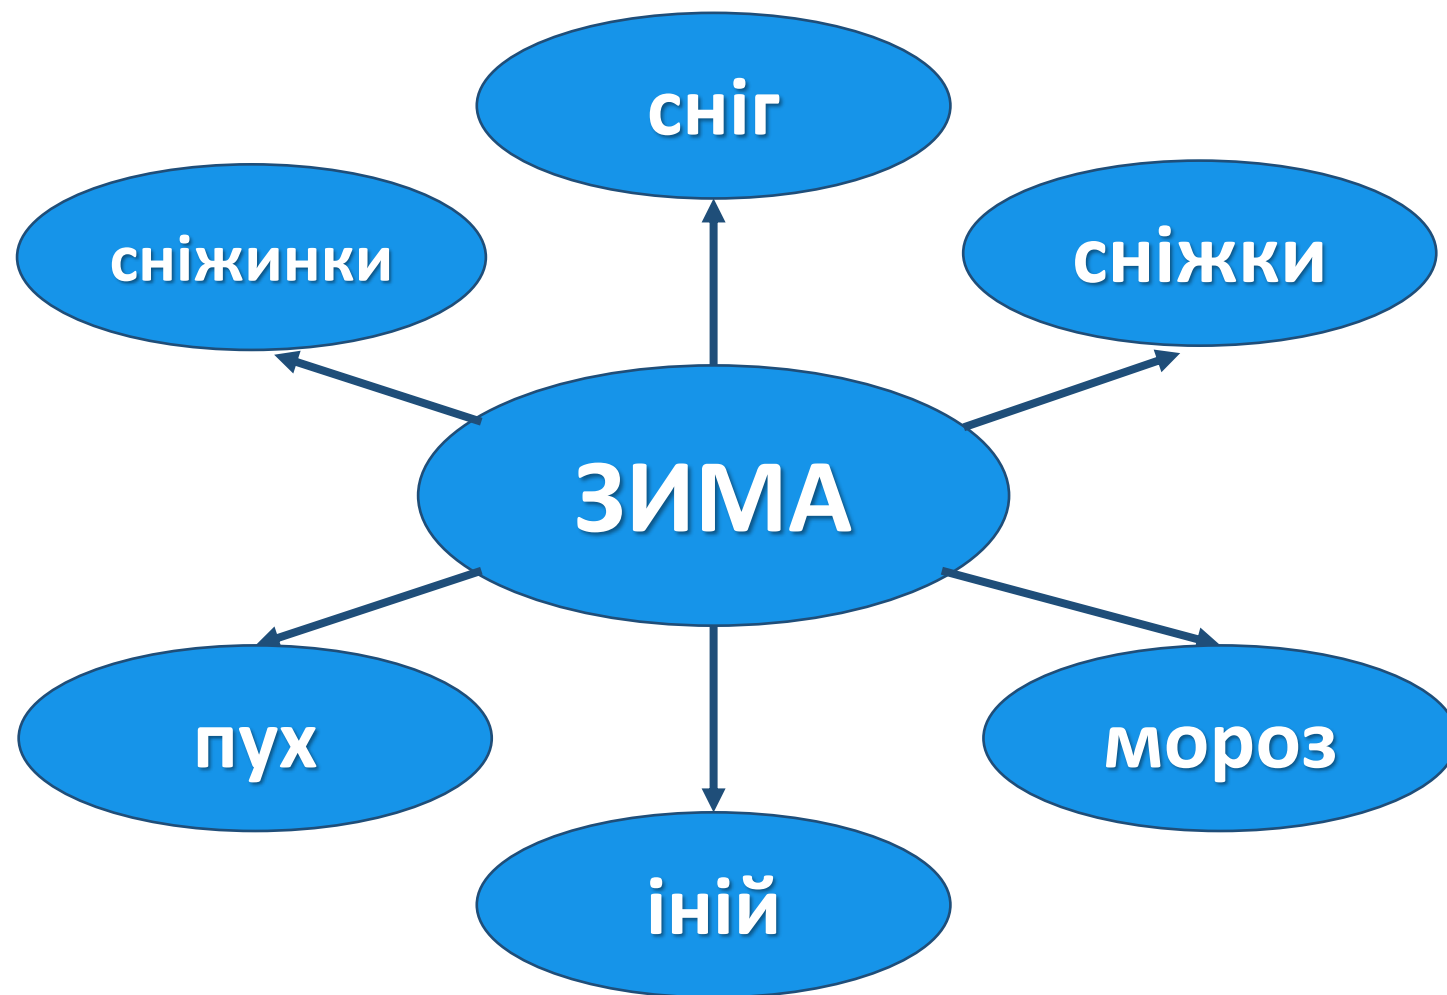 сніг
сніжинки
сніжки
ЗИМА
пух
мороз
іній